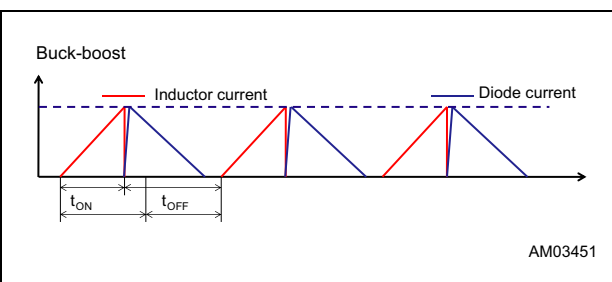 Buck-boost
Inductor current
Diode current
tON
tOFF
AM03451